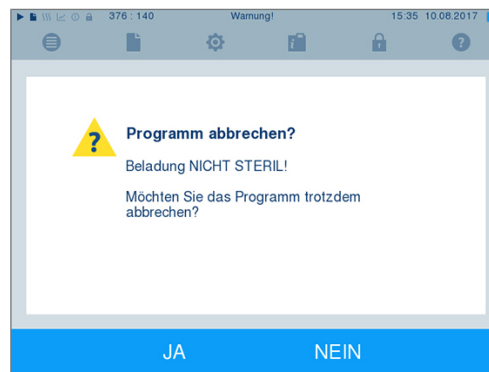 376 : 140 Warnung! 15:35 10.08.2017
Programm abbrechen?
Beladung NICHT STERIL!
Möchten Sie das Programm trotzdem
abbrechen?
JA NEIN